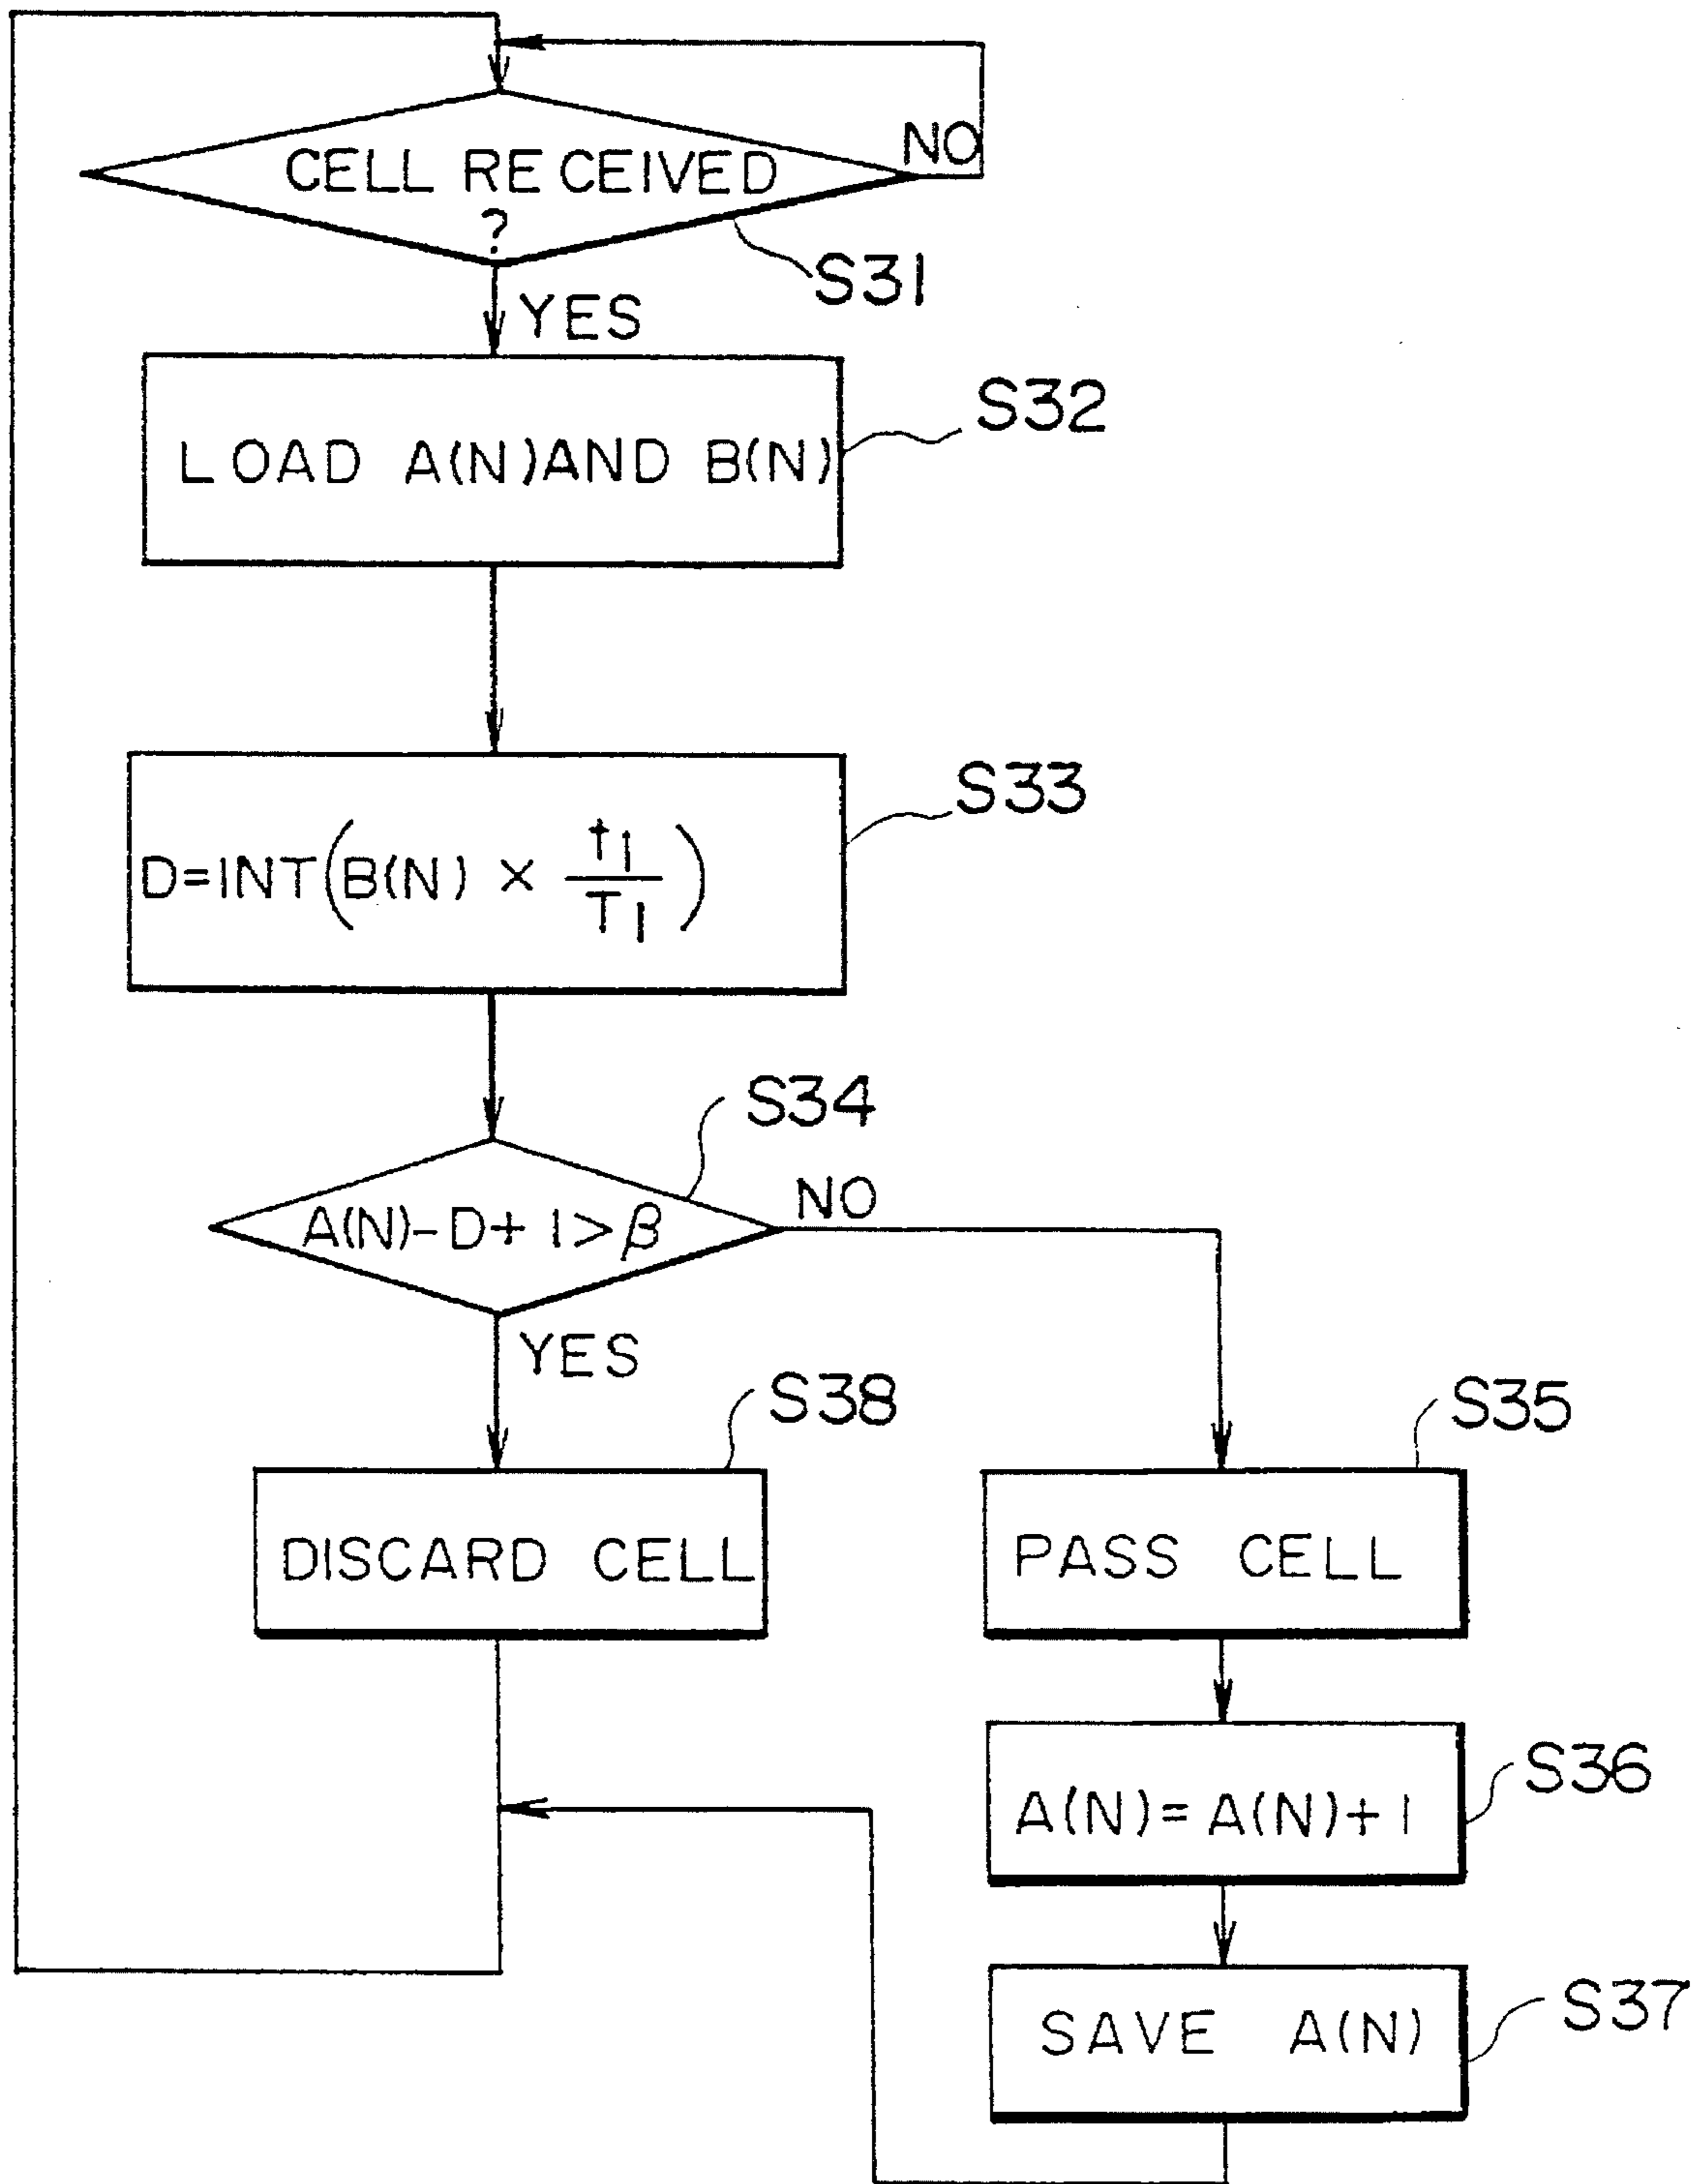 NO
CELL RECEIVED
?
S31
YES
S32
LOAD A(N) AND B(N)
S33
D=INT(B(N) × t1/T1)
S34
NO
A(N)-D+1>β
YES
S38
S35
DISCARD CELL
PASS CELL
S36
A(N)=A(N)+1
S37
SAVE A(N)